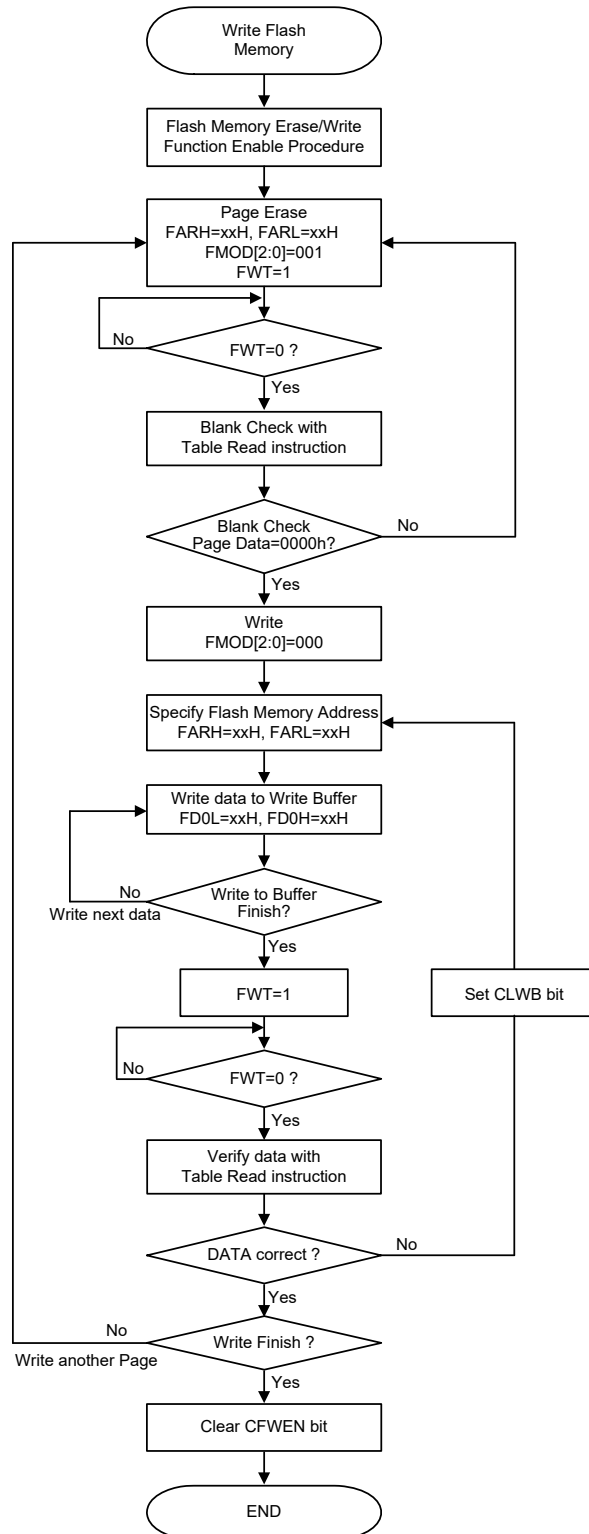 Write Flash
Memory
Flash Memory Erase/Write
Function Enable Procedure
Page Erase
FARH=xxH, FARL=xxH
FMOD[2:0]=001
FWT=1
No
FWT=0 ?
Yes
Blank Check with
Table Read instruction
No
Blank Check
Page Data=0000h?
Yes
Write
FMOD[2:0]=000
Specify Flash Memory Address
FARH=xxH, FARL=xxH
Write data to Write Buffer
FD0L=xxH, FD0H=xxH
No
Write next data
Write to Buffer
Finish?
Yes
FWT=1
Set CLWB bit
No
FWT=0 ?
Yes
Verify data with
Table Read instruction
DATA correct ?
No
Yes
No
Write another Page
Write Finish ?
Yes
Clear CFWEN bit
END